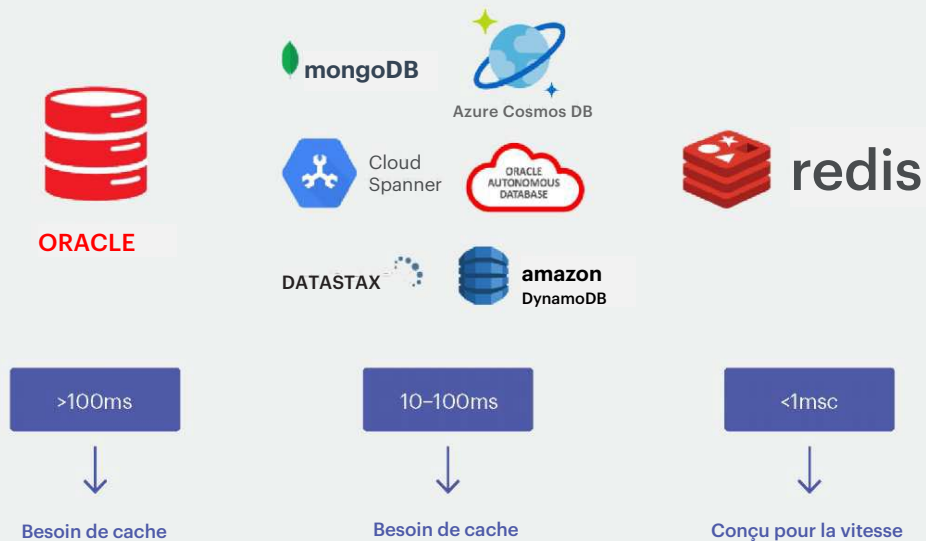 ORACLE
mongoDB
Azure Cosmos DB
Cloud
Spanner
ORACLE
AUTONOMOUS
DATABASE
DATASTAX
amazon
DynamoDB
redis
>100ms
10–100ms
<1msc
Besoin de cache
Besoin de cache
Conçu pour la vitesse